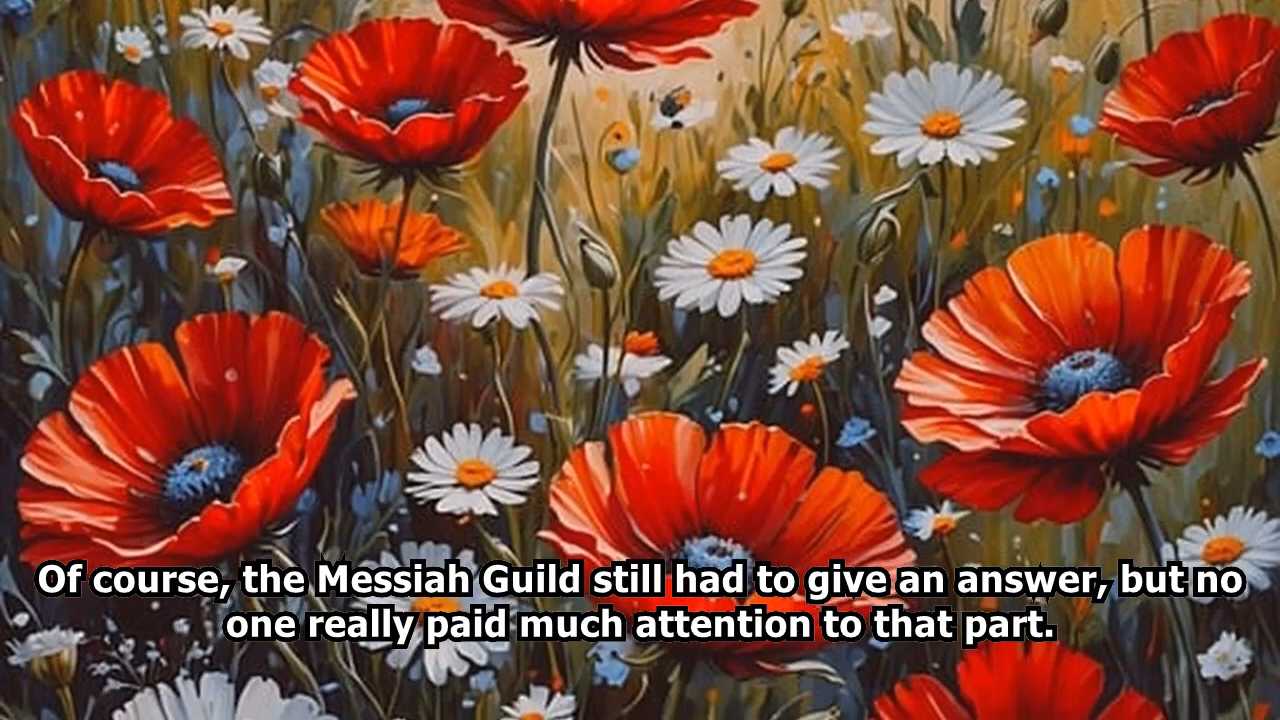 Of course, the Messiah Guild still had to give an answer, but no
one really paid much attention to that part.